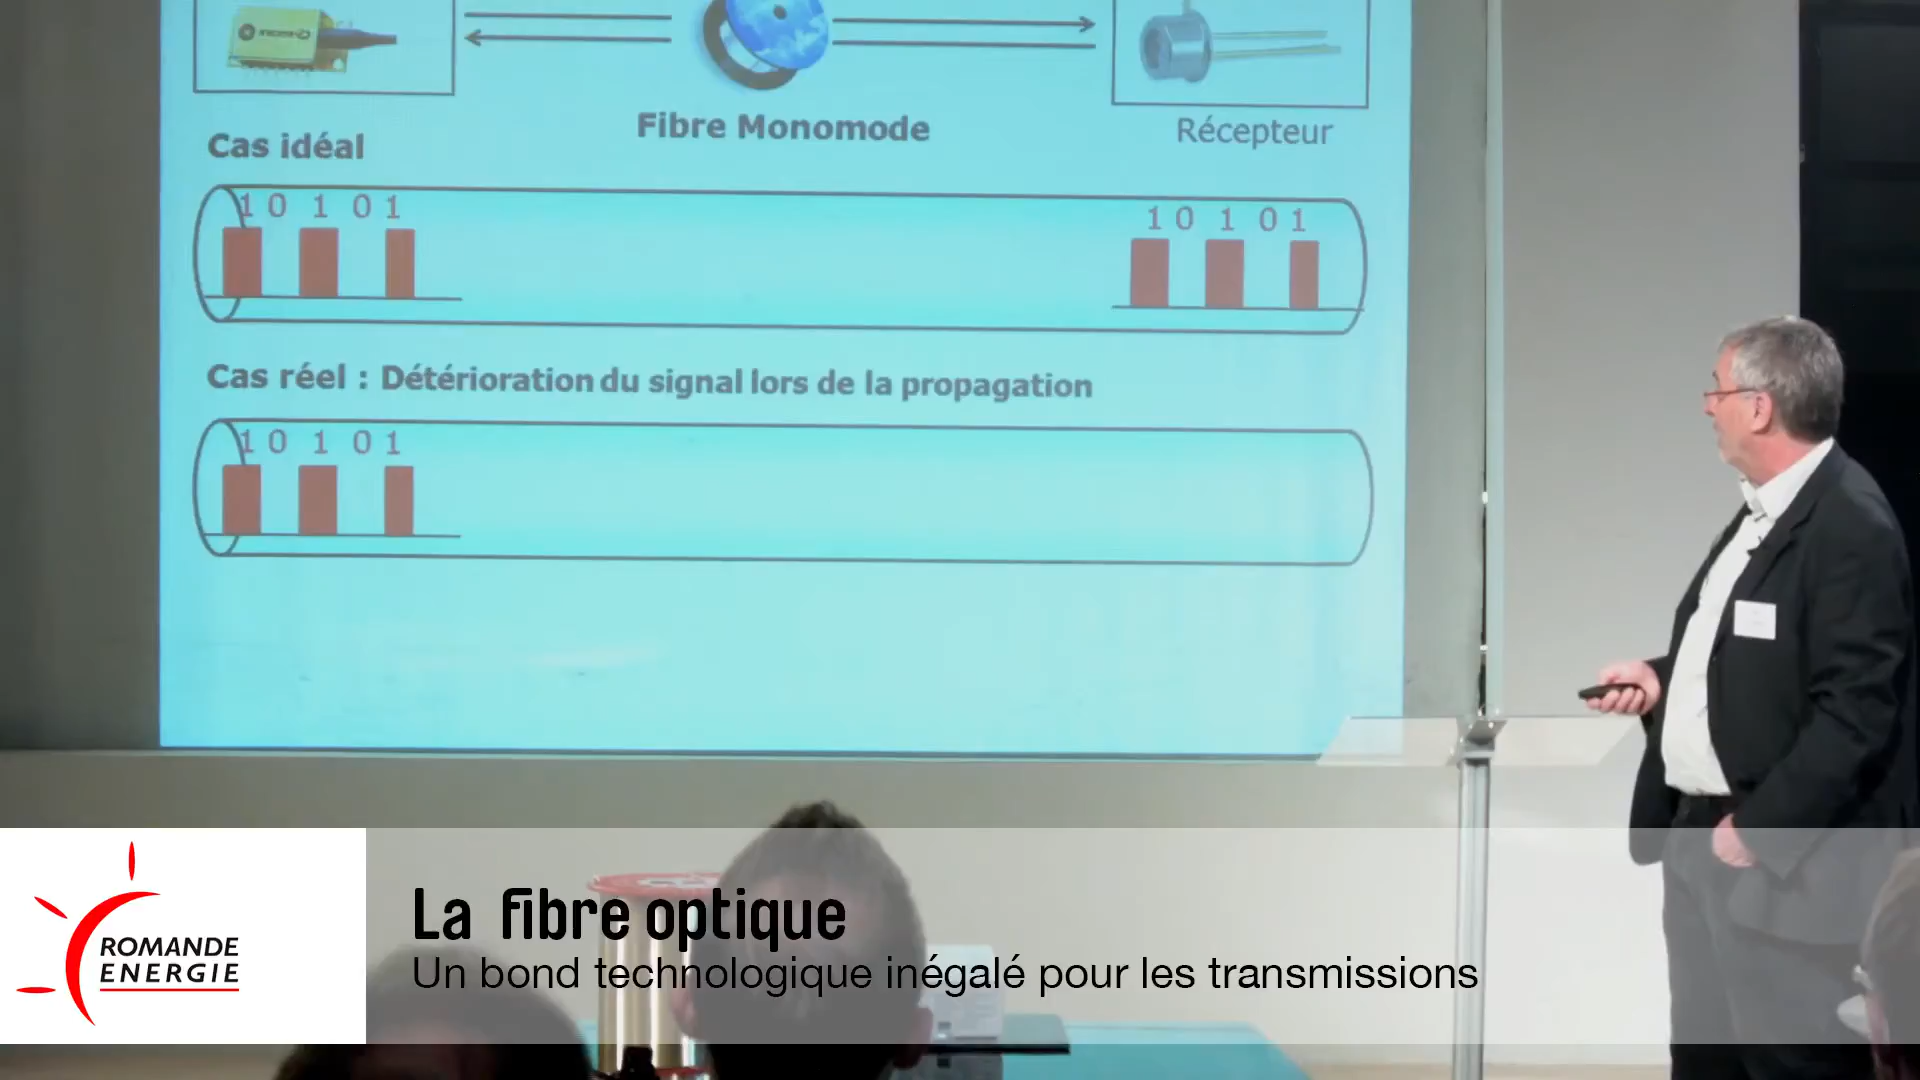 Fibre Monomode
Récepteur
Cas idéal
1 0 1 0 1
1 0 1 0 1
Cas réel : Détérioration du signal lors de la propagation
1 0 1 0 1
ROMANDE
ENERGIE
La fibre optique
Un bond technologique inégalé pour les transmissions